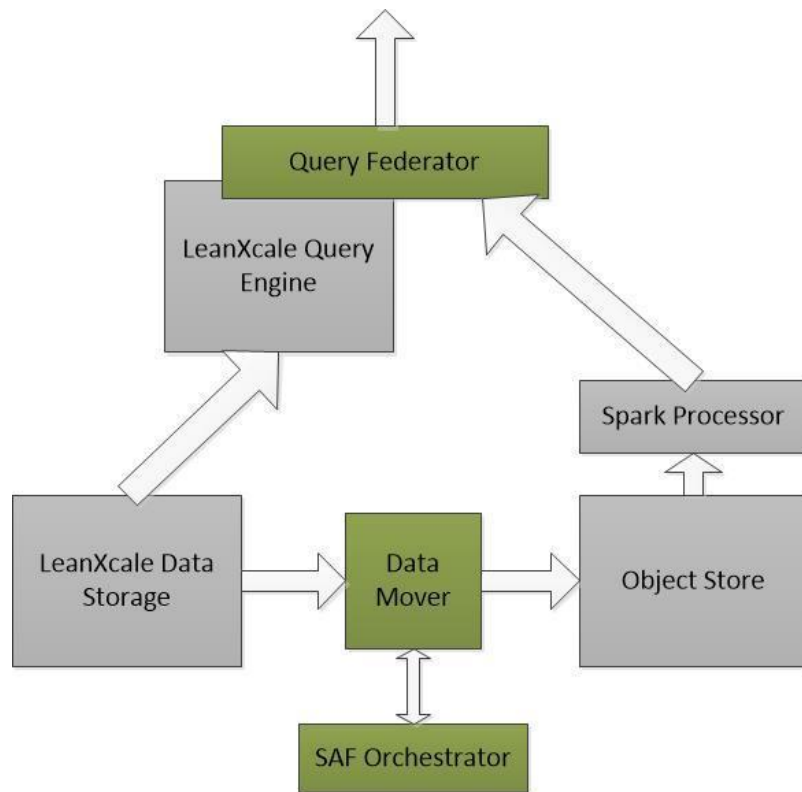 Query Federator
LeanXcale Query
Engine
Spark Processor
LeanXcale Data
Storage
Data
Mover
Object Store
SAF Orchestrator